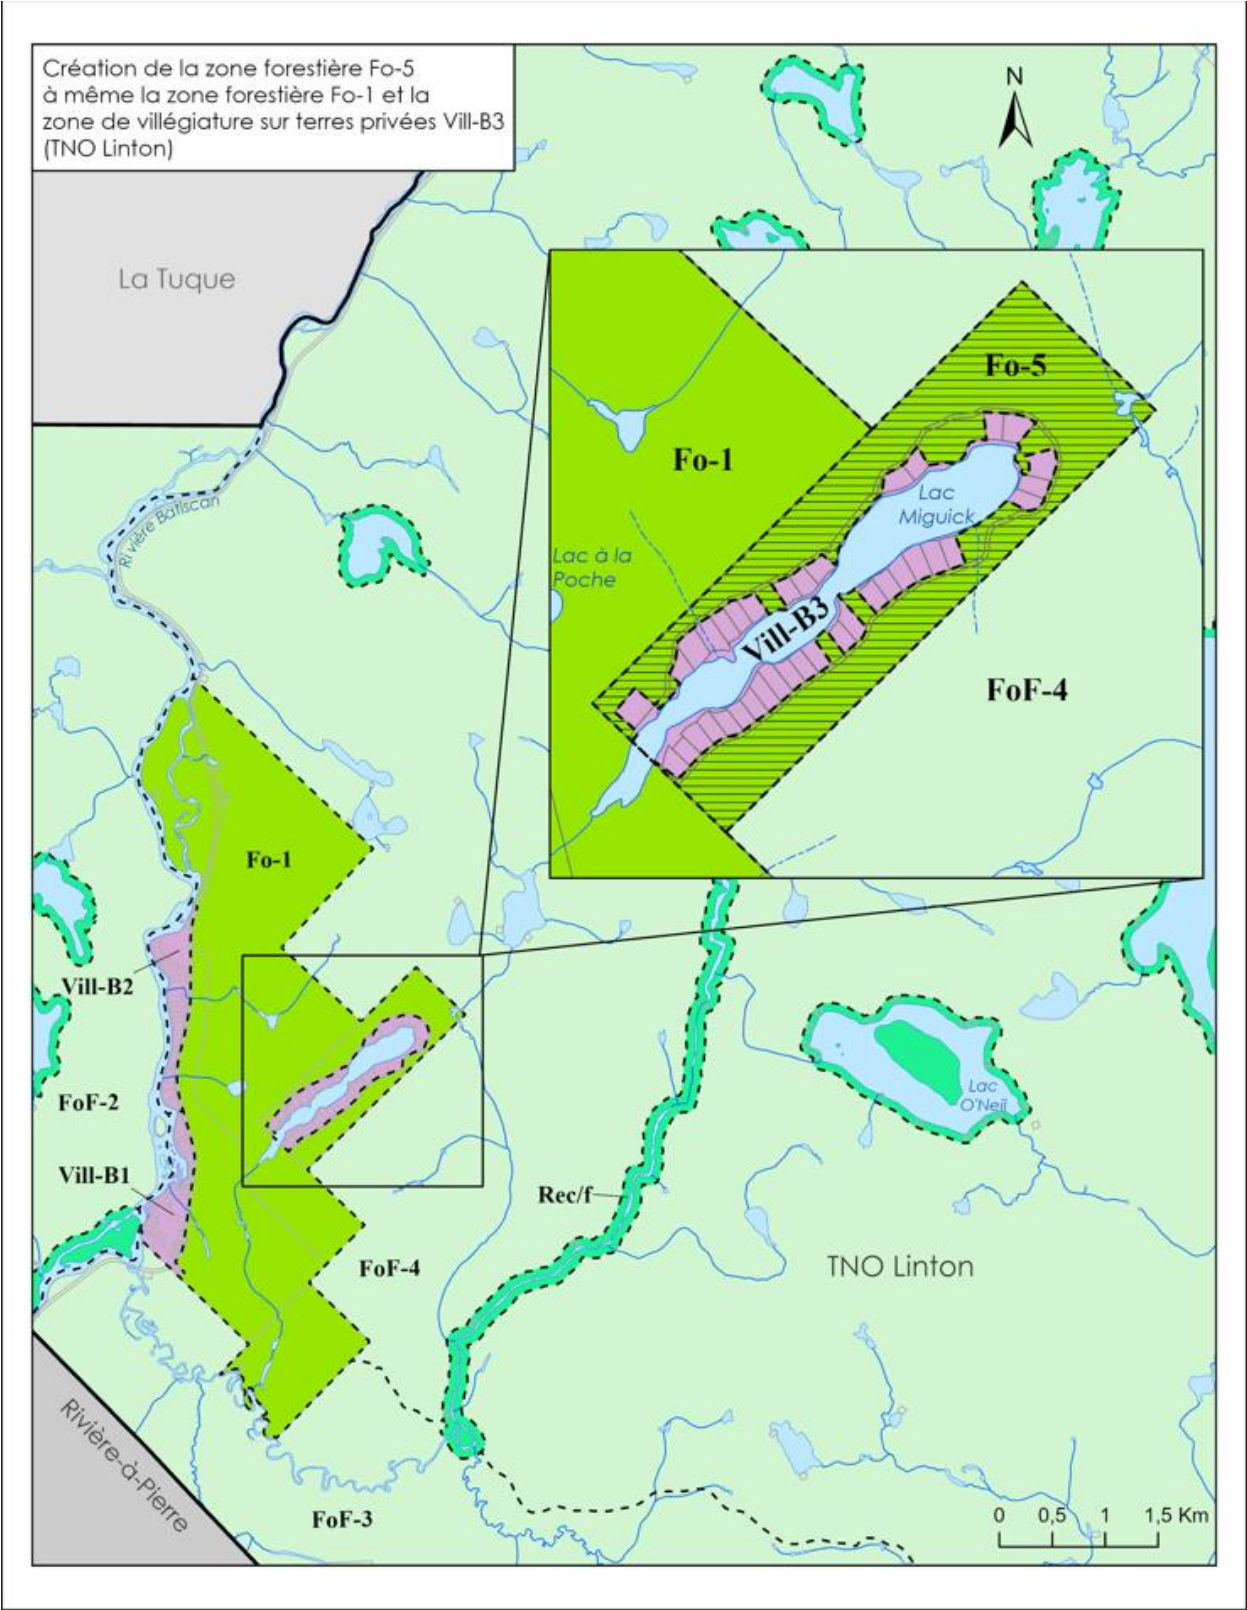 Création de la zone forestière Fo-5
à même la zone forestière Fo-1 et la
zone de villégiature sur terres privées Vill-B3
(TNO Linton)
N
La Tuque
Fo-5
Fo-1
Lac
Miguick
Rivière Batiscan
Lac à la
Poche
Vill-B3
FoF-4
Fo-1
Vill-B2
FoF-2
Lac
O'Neil
Vill-B1
Rec/f
FoF-4
TNO Linton
Rivière-à-Pierre
FoF-3
0 0,5 1 1,5 Km